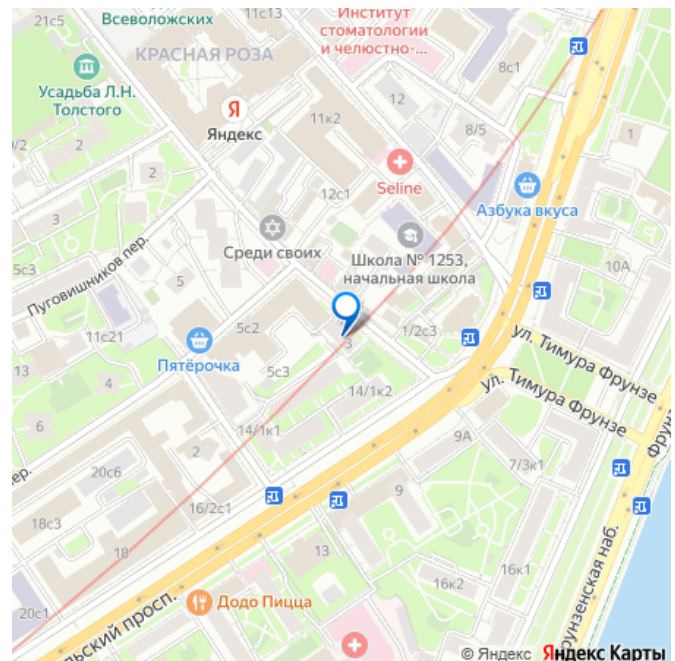 21с5
Всеволожских
11с13
Институт
стоматологии
и челюстно-...
КРАСНАЯ РОЗА
8с1
Усадьба Л.Н.
Толстого
Я
Яндекс
12
11к2
8/5
1
2
2
3
12с1
Seline
Азбука вкуса
Среди своих
Школа № 1253,
начальная школа
10А
5с3
Пуговишников пер.
5
5с2
1/2с3
ул. Тимура Фрунзе
11с21
Пятёрочка
3
13
4
5с3
14/1к2
ул. Тимура Фрунзе
6
14/1к1
9А
7/3к1
2
20с6
16/2с1
9
18с3
18
13
16к2
16к1
20с1
Додо Пицца
льский просп.
рунзенская наб.
© Яндекс Яндекс Карты